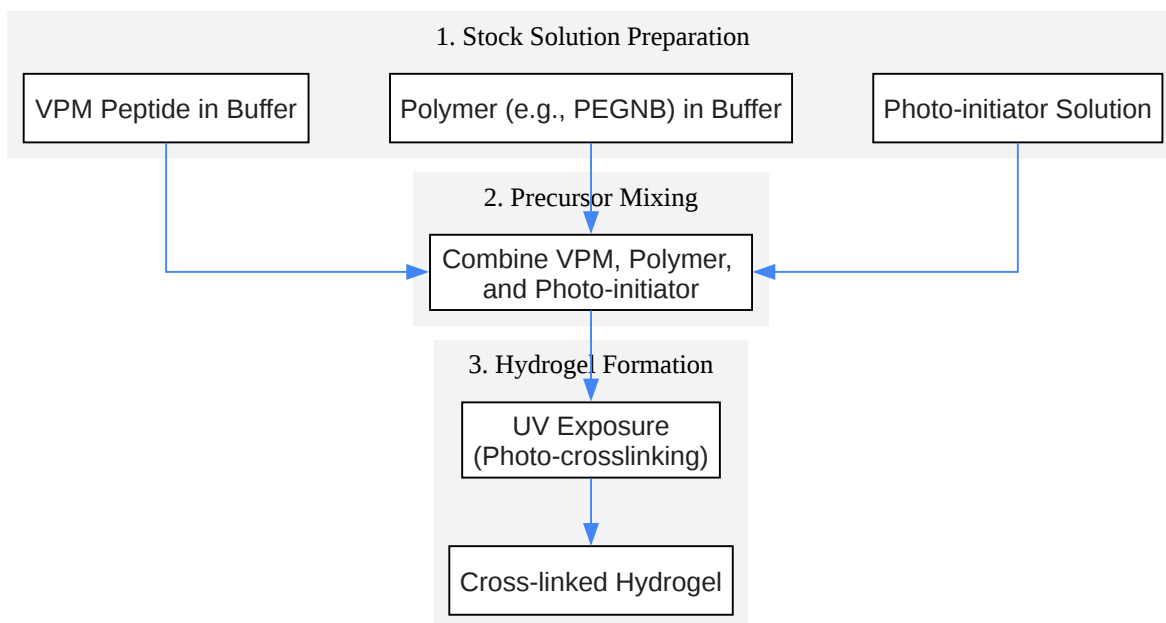 1. Stock Solution Preparation
VPM Peptide in Buffer
Polymer (e.g., PEGNB) in Buffer
Photo-initiator Solution
2. Precursor Mixing
Combine VPM, Polymer,
and Photo-initiator
3. Hydrogel Formation
UV Exposure
(Photo-crosslinking)
Cross-linked Hydrogel